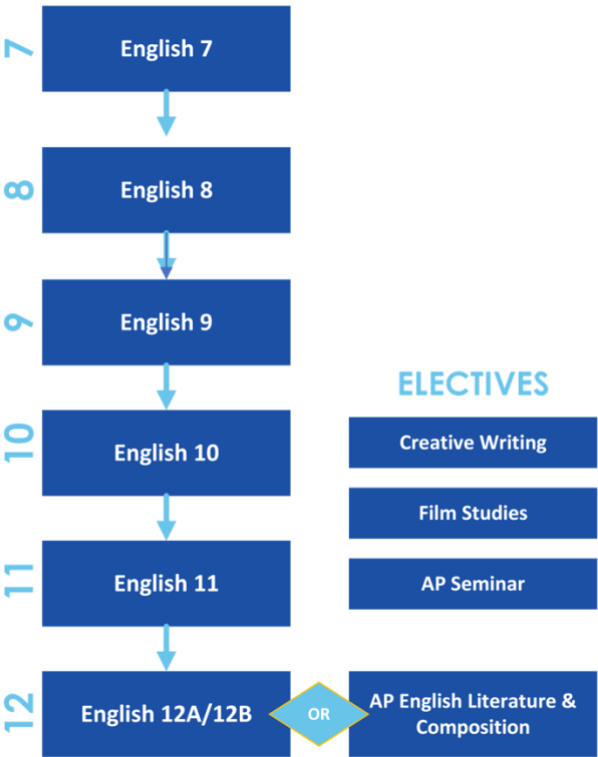 7
English 7
8
English 8
9
English 9
10
English 10
11
English 11
12
English 12A/12B
OR
AP English Literature &
Composition
ELECTIVES
Creative Writing
Film Studies
AP Seminar